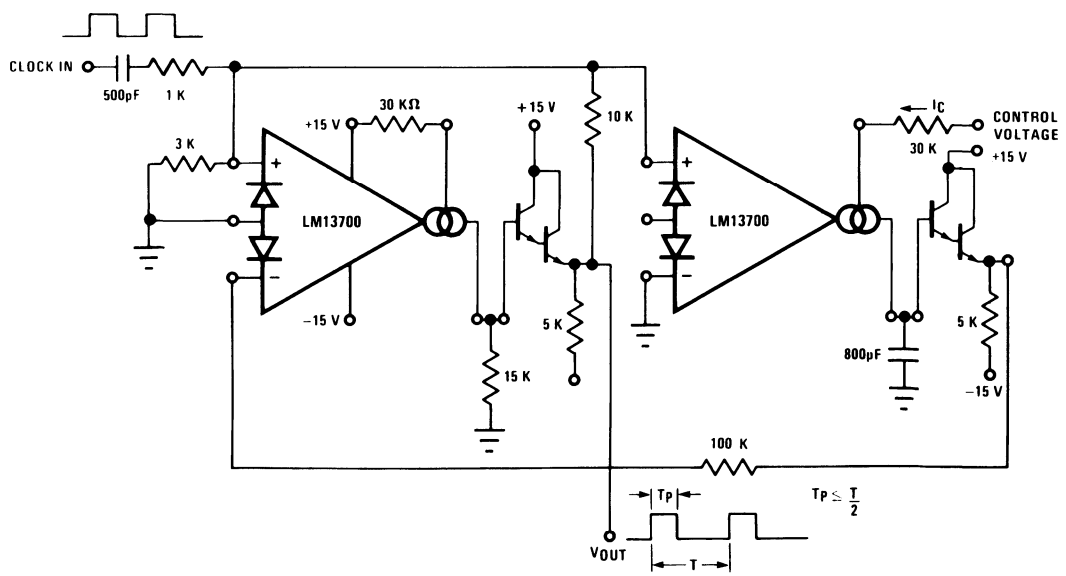 CLOCK IN
500pF
1 K
3 K
+15 V
30 KΩ
+
LM13700
−
−15 V
+15 V
10 K
5 K
15 K
+
LM13700
−
IC
30 K
CONTROL
VOLTAGE
+15 V
5 K
−15 V
800pF
100 K
TP ≤ T/2
TP
T
VOUT